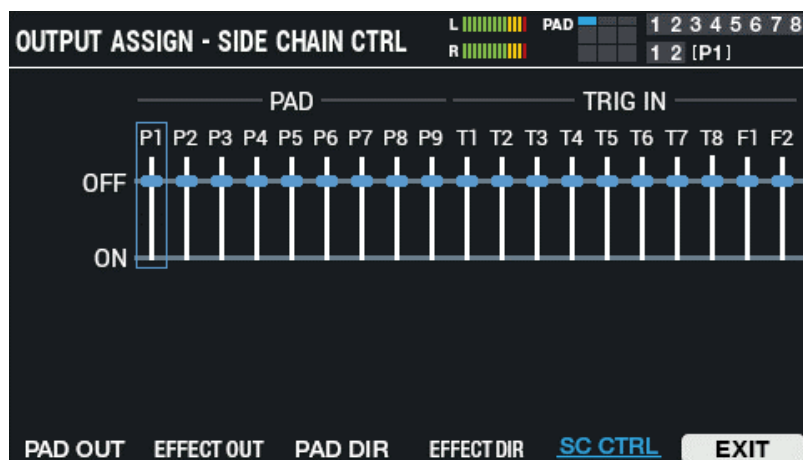 OUTPUT ASSIGN - SIDE CHAIN CTRL L PAD 1 2 3 4 5 6 7 8
R 1 2 [P1]
PAD TRIG IN
P1 P2 P3 P4 P5 P6 P7 P8 P9 T1 T2 T3 T4 T5 T6 T7 T8 F1 F2
OFF
ON
PAD OUT EFFECT OUT PAD DIR EFFECT DIR SC CTRL EXIT